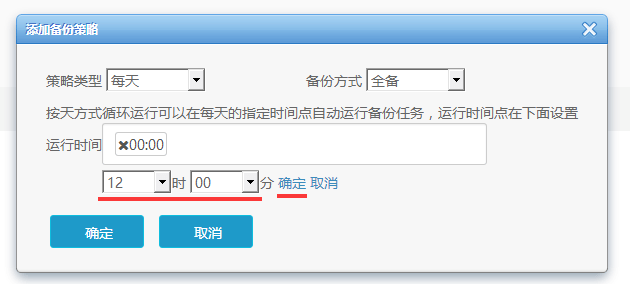 添加备份策略
策略类型 每天 备份方式 全备
按天方式循环运行可以在每天的指定时间点自动运行备份任务，运行时间点在下面设置
运行时间 ✖00:00
12 时 00 分 确定 取消
确定 取消